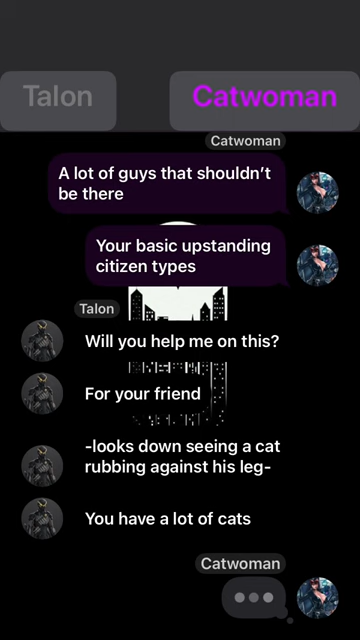 Talon
Catwoman
Catwoman
A lot of guys that shouldn't
be there
Your basic upstanding
citizen types
Talon
Will you help me on this?
For your friend
-looks down seeing a cat
rubbing against his leg-
You have a lot of cats
Catwoman